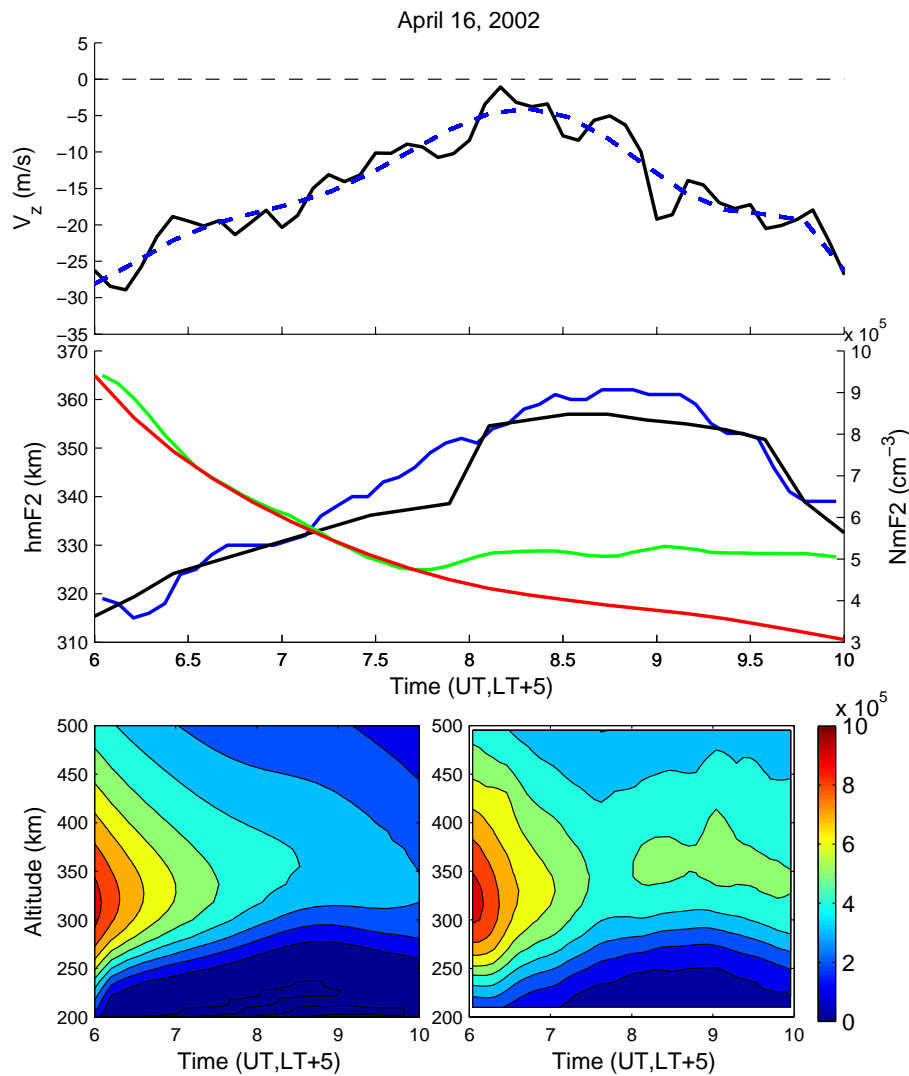 April 16, 2002
5
0
−5
−10
−15
−20
−25
−30
−35
V_z (m/s)
x 10^5
370
360
350
340
330
320
310
hmF2 (km)
10
9
8
7
6
5
4
3
NmF2 (cm^−3)
6 6.5 7 7.5 8 8.5 9 9.5 10
Time (UT,LT+5)
500
450
400
350
300
250
200
Altitude (km)
6 7 8 9 10
Time (UT,LT+5)
6 7 8 9 10
Time (UT,LT+5)
x 10^5
10
8
6
4
2
0